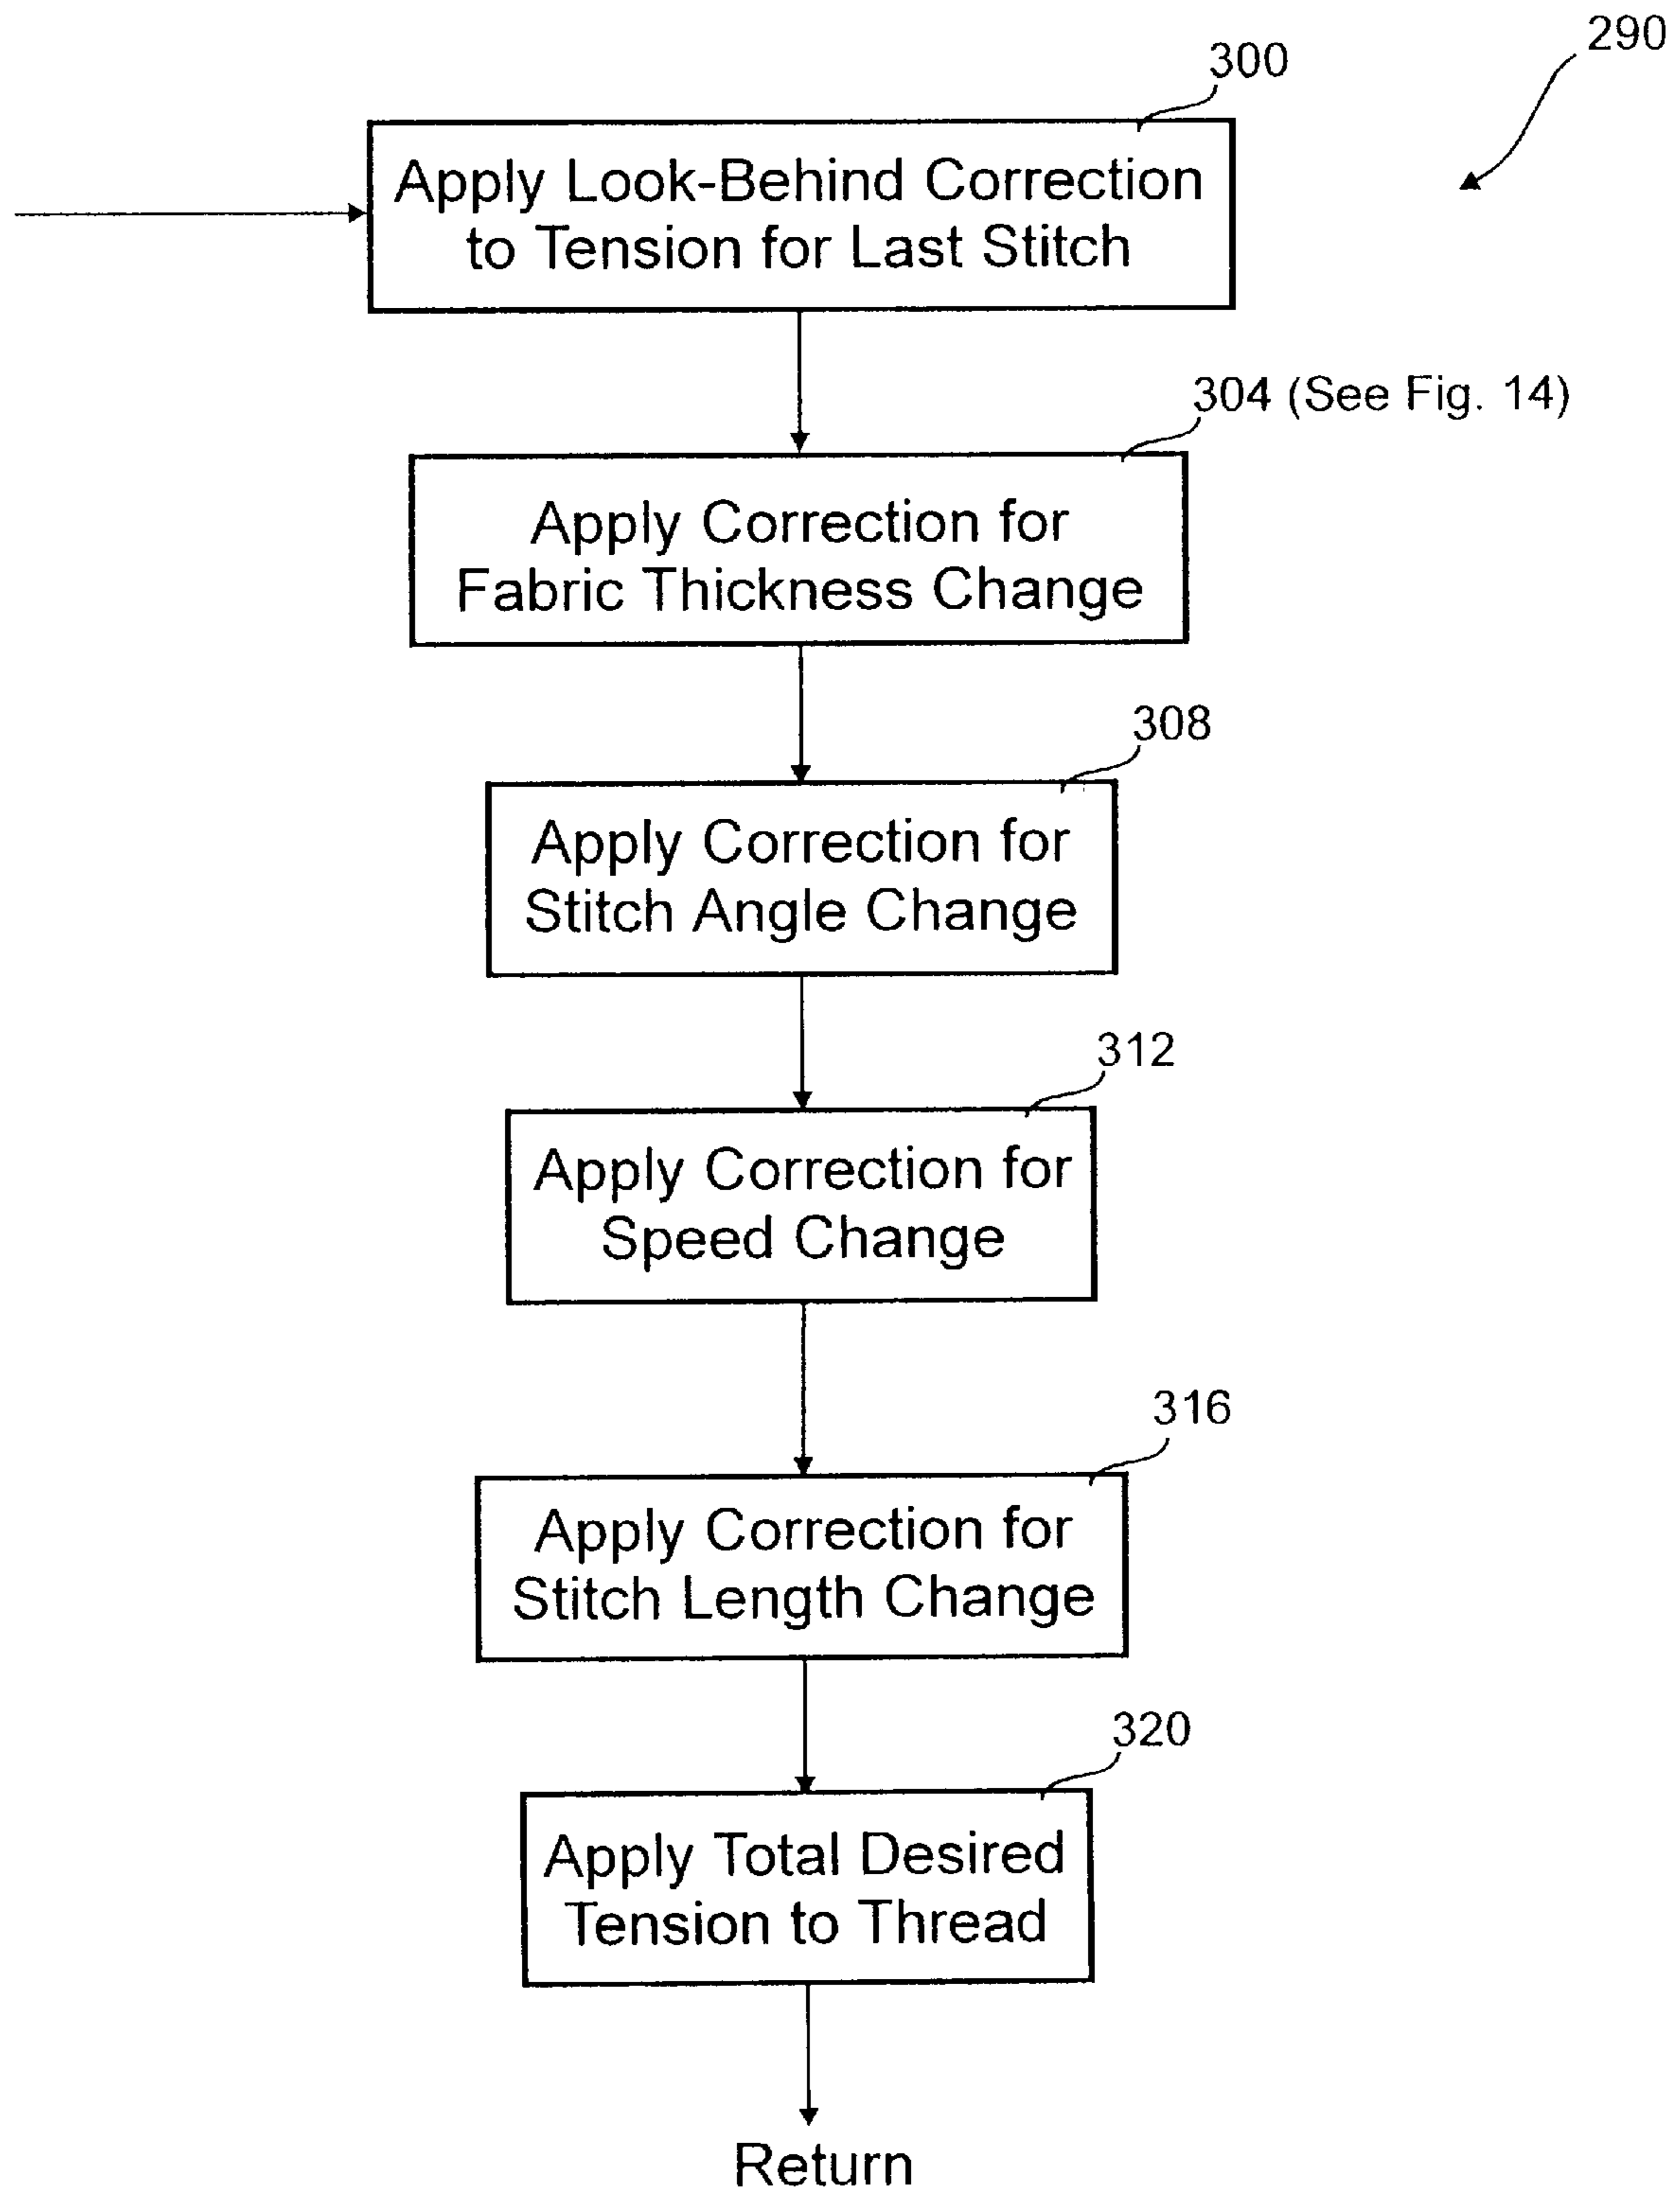 290
300
Apply Look-Behind Correction
to Tension for Last Stitch
304 (See Fig. 14)
Apply Correction for
Fabric Thickness Change
308
Apply Correction for
Stitch Angle Change
312
Apply Correction for
Speed Change
316
Apply Correction for
Stitch Length Change
320
Apply Total Desired
Tension to Thread
Return